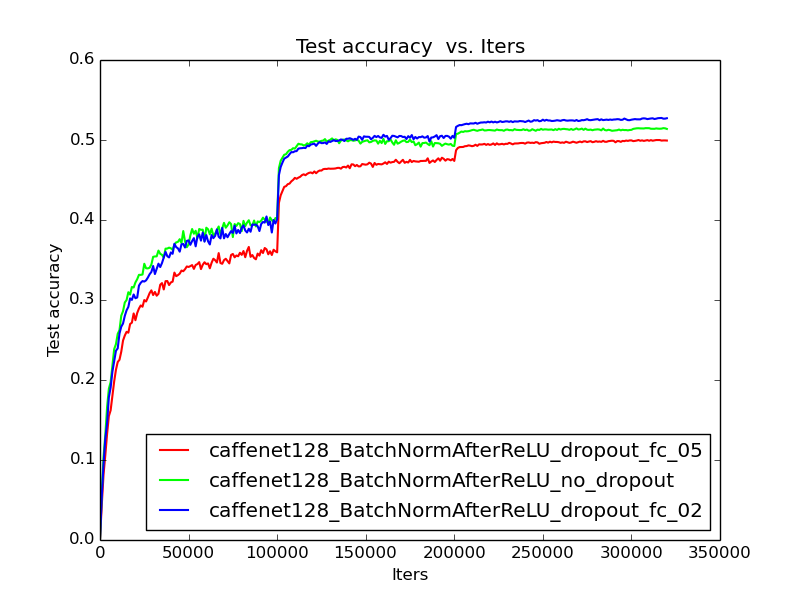 Test accuracy  vs. Iters
0.6
0.5
0.4
0.3
0.2
0.1
0.0
Test accuracy
caffenet128_BatchNormAfterReLU_dropout_fc_05
caffenet128_BatchNormAfterReLU_no_dropout
caffenet128_BatchNormAfterReLU_dropout_fc_02
0 50000 100000 150000 200000 250000 300000 350000
Iters